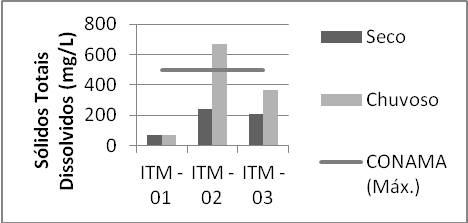 Sólidos Totais
Dissolvidos (mg/L)
800
600
400
200
0
ITM -
01
ITM -
02
ITM -
03
Seco
Chuvoso
CONAMA
(Máx.)